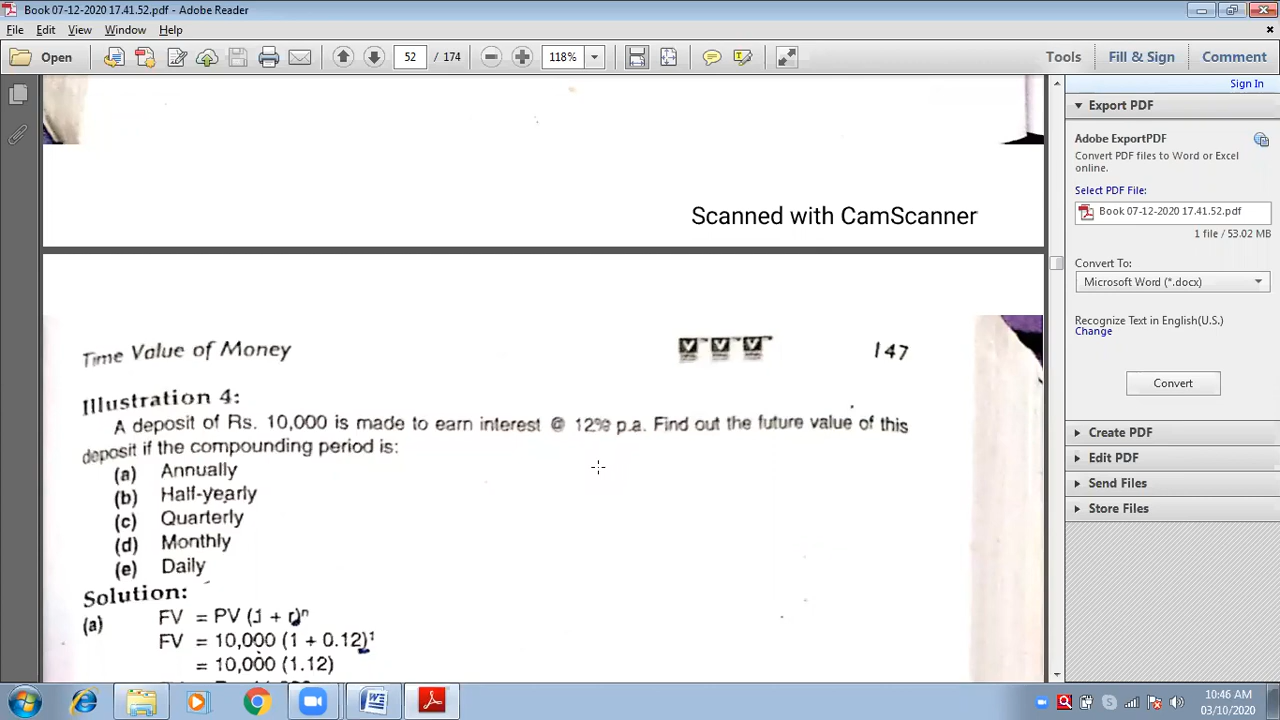 Book 07-12-2020 17.41.52.pdf - Adobe Reader
File Edit View Window Help
Open 52 / 174 118% Tools Fill & Sign Comment
Sign In
Export PDF
Adobe ExportPDF
Convert PDF files to Word or Excel
online.
Select PDF File:
Book 07-12-2020 17.41.52.pdf
1 file / 53.02 MB
Convert To:
Microsoft Word (*.docx)
Recognize Text in English(U.S.)
Change
Convert
Create PDF
Edit PDF
Send Files
Store Files
Scanned with CamScanner
Time Value of Money 147
Illustration 4:
A deposit of Rs. 10,000 is made to earn interest @ 12% p.a. Find out the future value of this
deposit if the compounding period is:
(a) Annually
(b) Half-yearly
(c) Quarterly
(d) Monthly
(e) Daily
Solution:
(a) FV = PV (1 + r)ⁿ
FV = 10,000 (1 + 0.12)¹
= 10,000 (1.12)
10:46 AM
03/10/2020